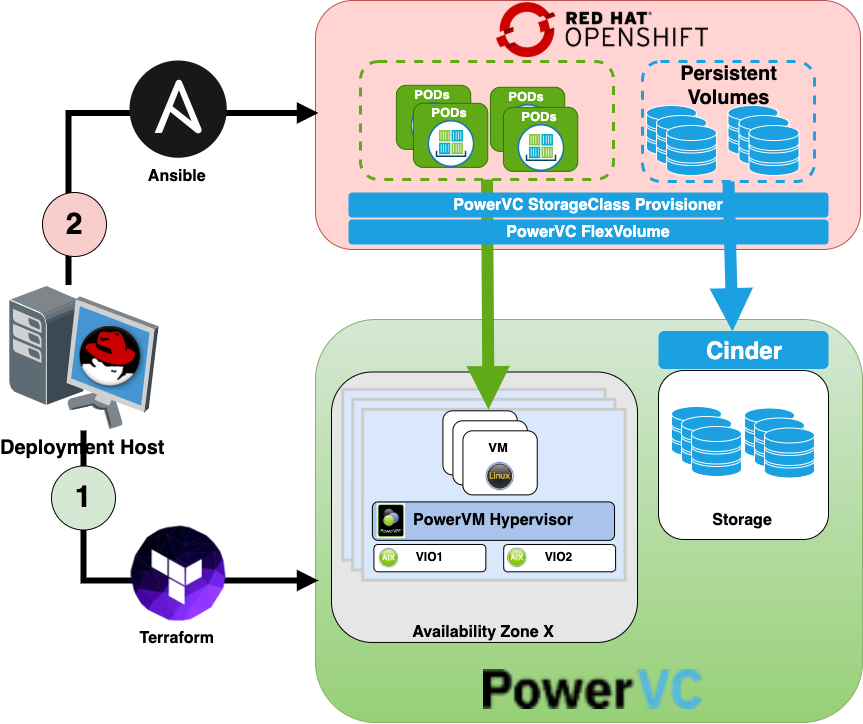 RED HAT®
OPENSHIFT
PODs
PODs
PODs
PODs
Persistent
Volumes
Ansible
2
PowerVC StorageClass Provisioner
PowerVC FlexVolume
Deployment Host
1
Terraform
Cinder
Storage
VM
Linux
PowerVM
PowerVM Hypervisor
AIX
VIO1
AIX
VIO2
Availability Zone X
PowerVC